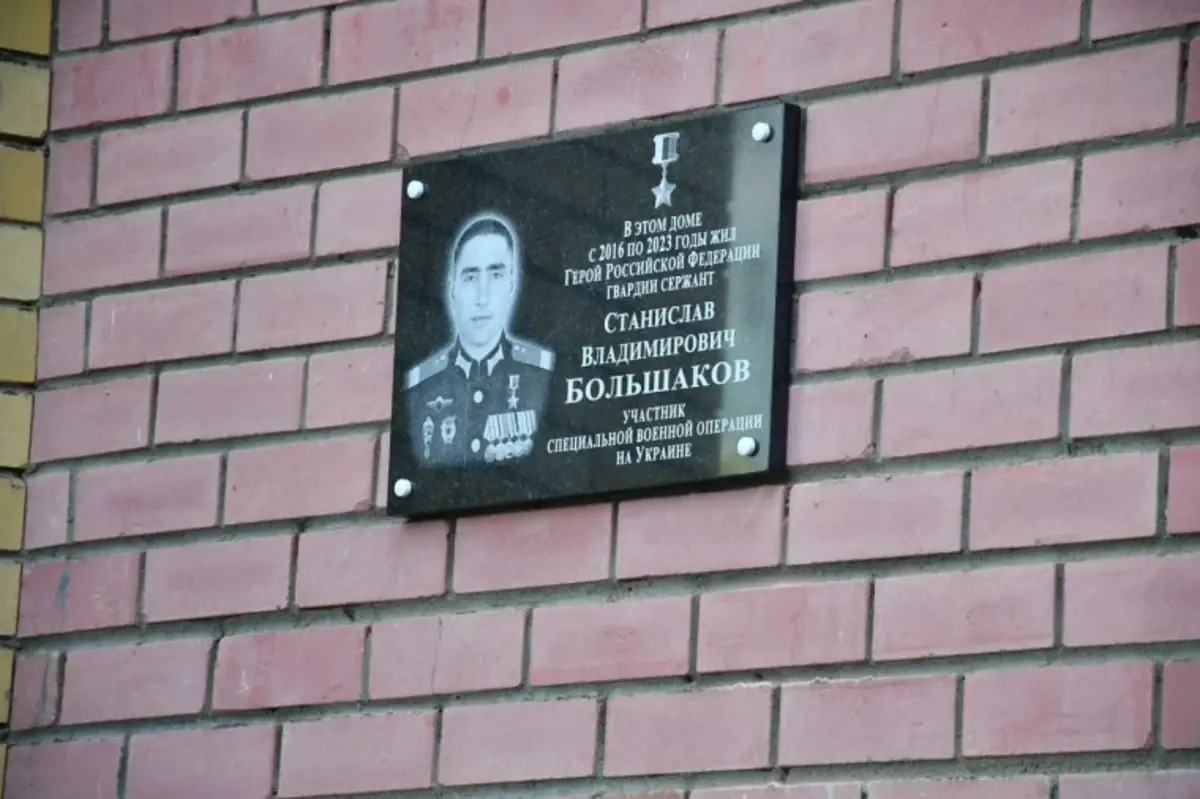 В ЭТОМ ДОМЕ
С 2016 ПО 2023 ГОДЫ ЖИЛ
ГЕРОЙ РОССИЙСКОЙ ФЕДЕРАЦИИ
ГВАРДИИ СЕРЖАНТ
СТАНИСЛАВ
ВЛАДИМИРОВИЧ
БОЛЬШАКОВ
УЧАСТНИК
СПЕЦИАЛЬНОЙ ВОЕННОЙ ОПЕРАЦИИ
НА УКРАИНЕ